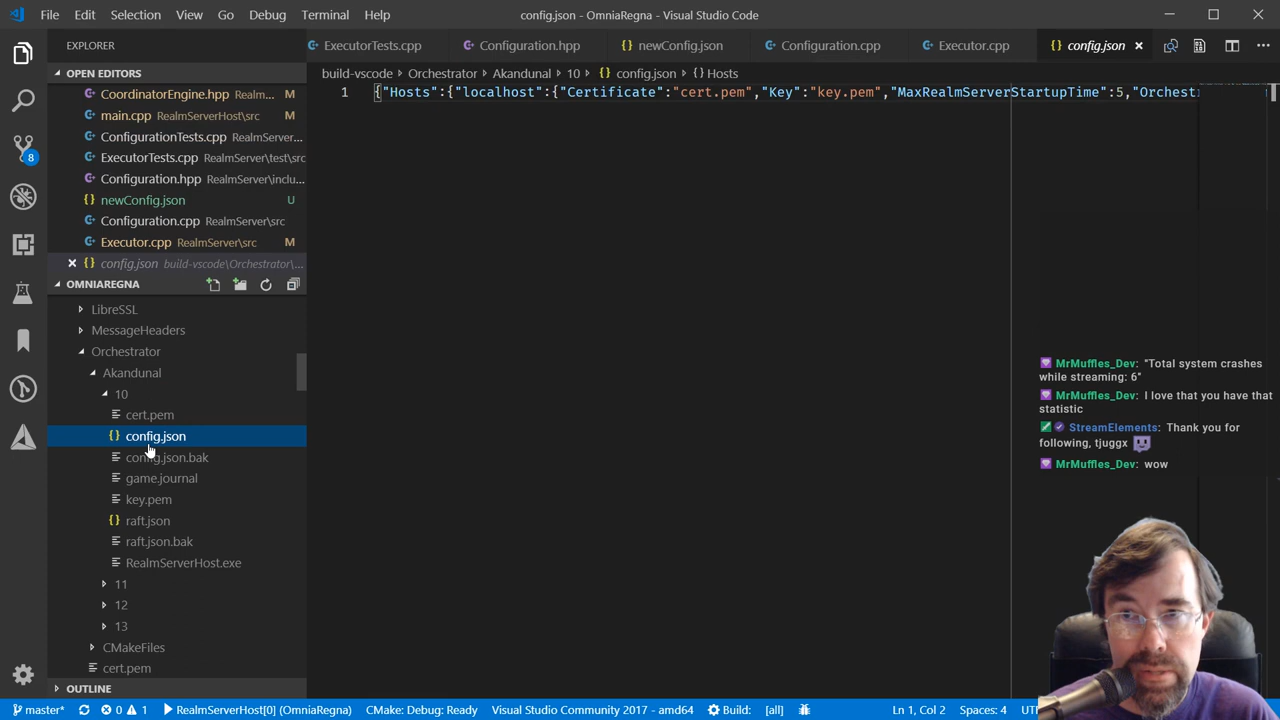 File Edit Selection View Go Debug Terminal Help config.json - OmniaRegna - Visual Studio Code
EXPLORER
OPEN EDITORS
CoordinatorEngine.hpp Realm... M
main.cpp RealmServerHost\src M
ConfigurationTests.cpp RealmServer...
ExecutorTests.cpp RealmServer\test\src
Configuration.hpp RealmServer\inclu...
newConfig.json U
Configuration.cpp RealmServer\src
Executor.cpp RealmServer\src M
config.json build-vscode\Orchestrator\...
OMNIAREGNA
LibreSSL
MessageHeaders
Orchestrator
Akandunal
10
cert.pem
config.json
config.json.bak
game.journal
key.pem
raft.json
raft.json.bak
RealmServerHost.exe
11
12
13
CMakeFiles
cert.pem
OUTLINE
8
ExecutorTests.cpp Configuration.hpp newConfig.json Configuration.cpp Executor.cpp config.json
build-vscode Orchestrator Akandunal 10 config.json Hosts
1 {"Hosts":{"localhost":{"Certificate":"cert.pem","Key":"key.pem","MaxRealmServerStartupTime":5,"Orchest
MrMuffles_Dev: "Total system crashes
while streaming: 6"
MrMuffles_Dev: I love that you have that
statistic
StreamElements: Thank you for
following, tjuggx
MrMuffles_Dev: wow
master* 0 1 RealmServerHost[0] (OmniaRegna) CMake: Debug: Ready Visual Studio Community 2017 - amd64 Build: [all] Ln 1, Col 2 Spaces: 4